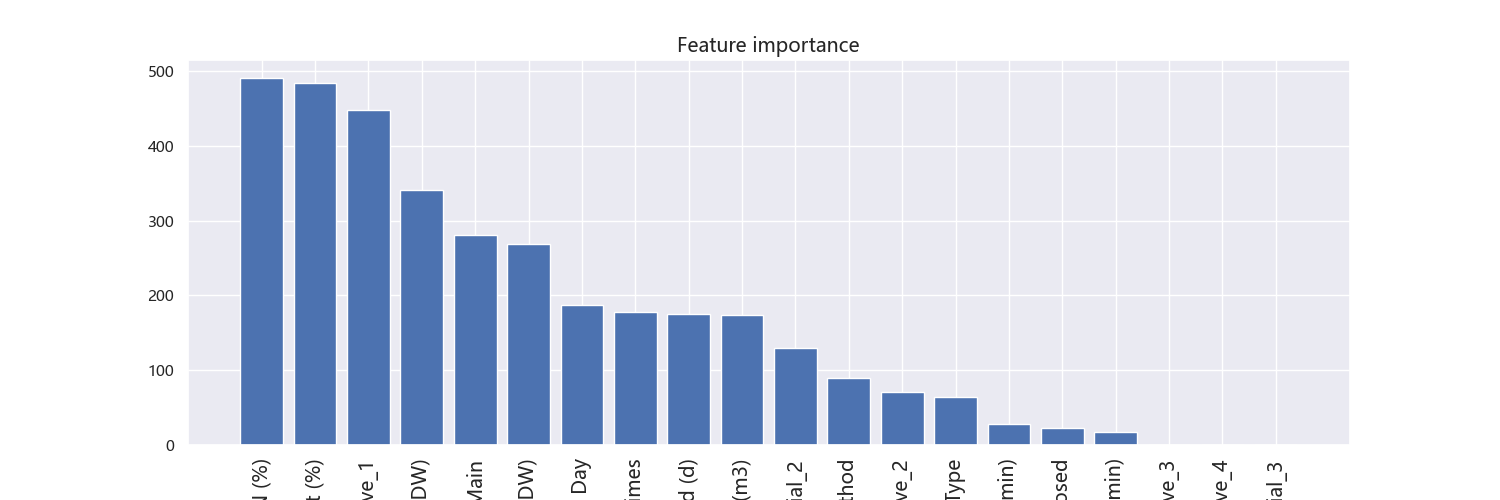 Feature importance
500
400
300
200
100
0
(%)
(%)
ve_1
DW)
Main
DW)
Day
imes
d (d)
(m3)
ial_2
thod
ve_2
Type
min)
osed
min)
ve_3
ve_4
ial_3